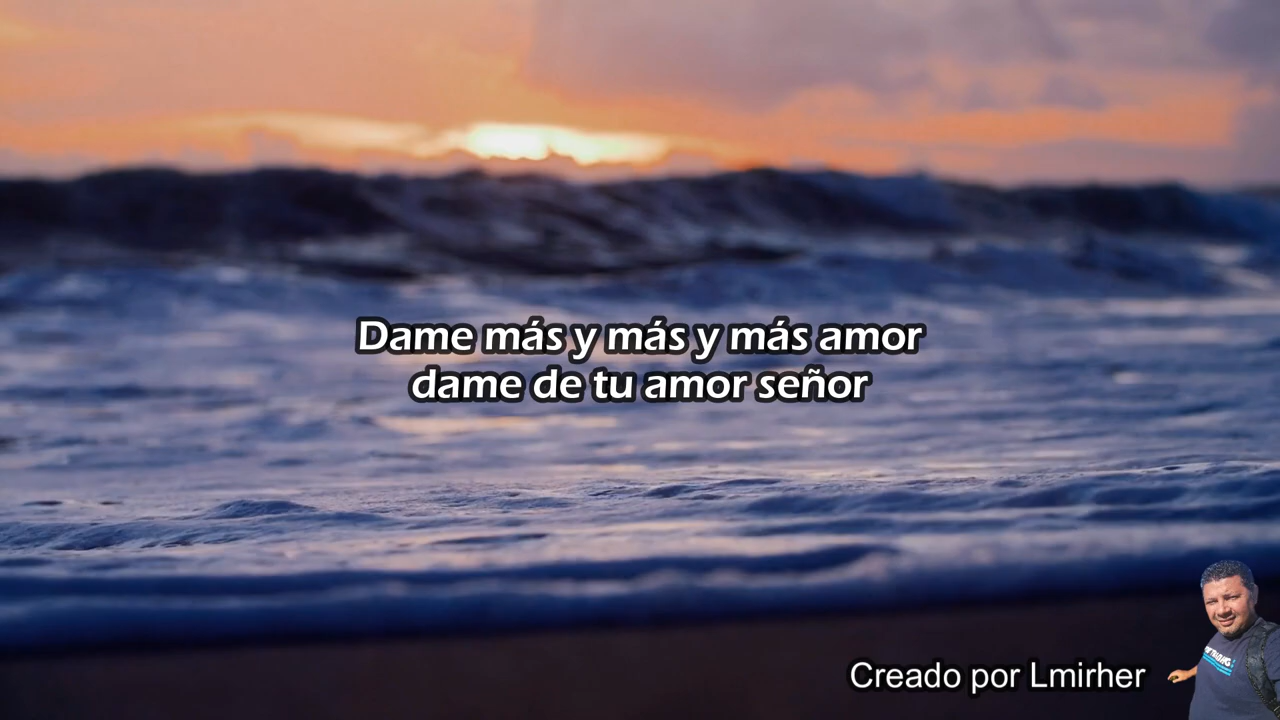 Dame más y más y más amor
dame de tu amor señor
Creado por Lmirher